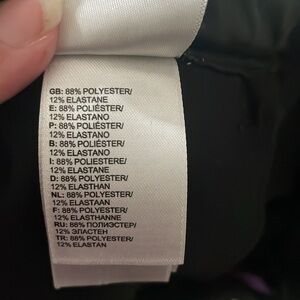 GB: 88% POLYESTER/
12% ELASTANE
E: 88% POLIÉSTER/
12% ELASTANO
P: 88% POLIÉSTER/
12% ELASTANO
B: 88% POLIÉSTER/
12% ELASTANO
I: 88% POLIESTERE/
12% ELASTANE
D: 88% POLYESTER/
12% ELASTHAN
NL: 88% POLYESTER/
12% ELASTAAN
F: 88% POLYESTER/
12% ELASTHANNE
RU: 88% ПОЛИЭСТЕР/
12% ЭЛАСТЕН
TR: 88% POLYESTER/
12% ELASTAN